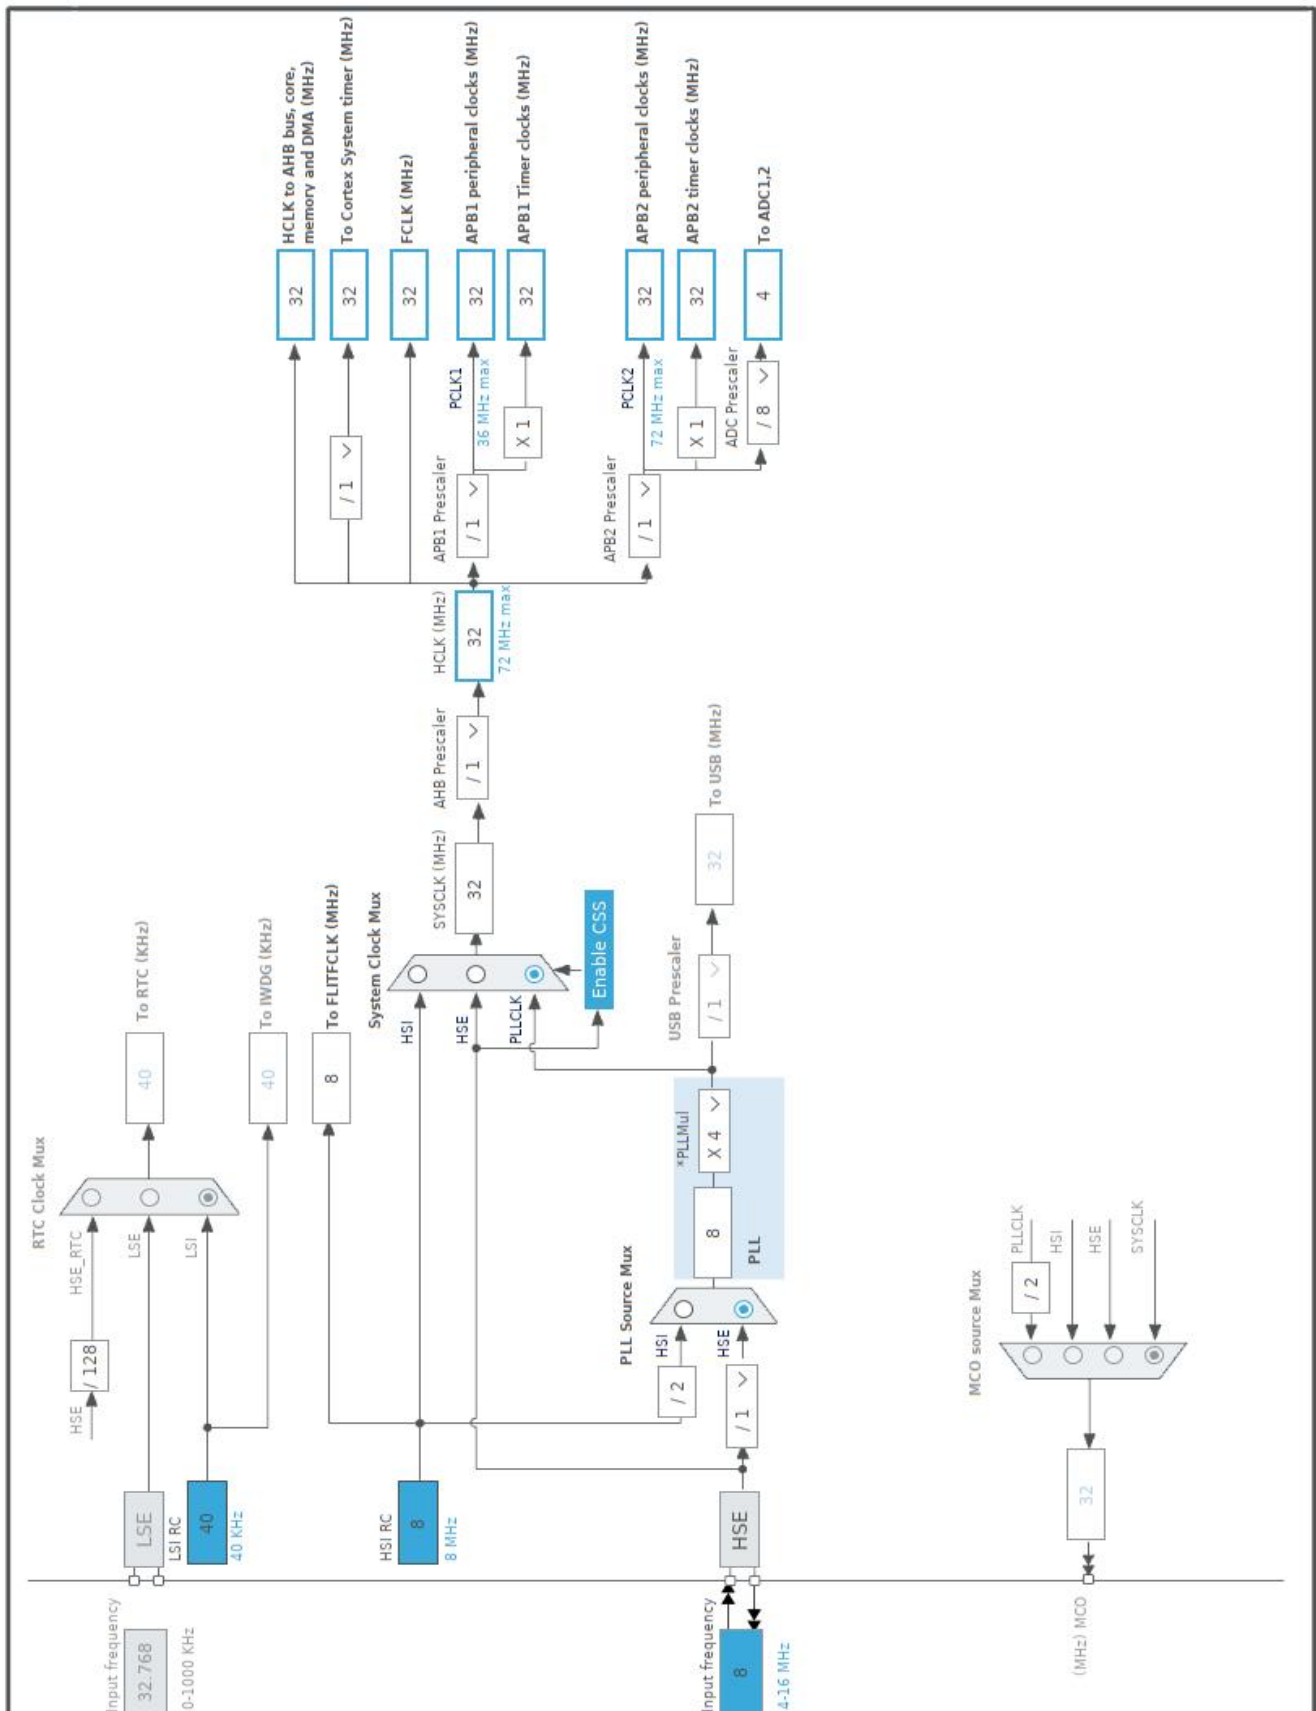 RTC Clock Mux
HSE
/ 128
HSE_RTC
LSE
LSI
40
To RTC (KHz)
40
To IWDG (KHz)
8
To FLITFCLK (MHz)
Input frequency
32.768
0-1000 KHz
LSE
LSI RC
40
40 KHz
HSI RC
8
8 MHz
Input frequency
8
4-16 MHz
HSE
/ 1
/ 2
PLL Source Mux
HSI
HSE
8
*PLLMul
X 4
PLL
System Clock Mux
HSI
HSE
PLLCLK
Enable CSS
USB Prescaler
/ 1
32
To USB (MHz)
SYSCLK (MHz)
32
AHB Prescaler
/ 1
HCLK (MHz)
32
72 MHz max
/ 1
APB1 Prescaler
/ 1
PCLK1
36 MHz max
X 1
APB2 Prescaler
/ 1
PCLK2
72 MHz max
X 1
ADC Prescaler
/ 8
32
HCLK to AHB bus, core,
memory and DMA (MHz)
32
To Cortex System timer (MHz)
32
FCLK (MHz)
32
APB1 peripheral clocks (MHz)
32
APB1 Timer clocks (MHz)
32
APB2 peripheral clocks (MHz)
32
APB2 timer clocks (MHz)
4
To ADC1,2
MCO source Mux
/ 2
PLLCLK
HSI
HSE
SYSCLK
32
(MHz) MCO